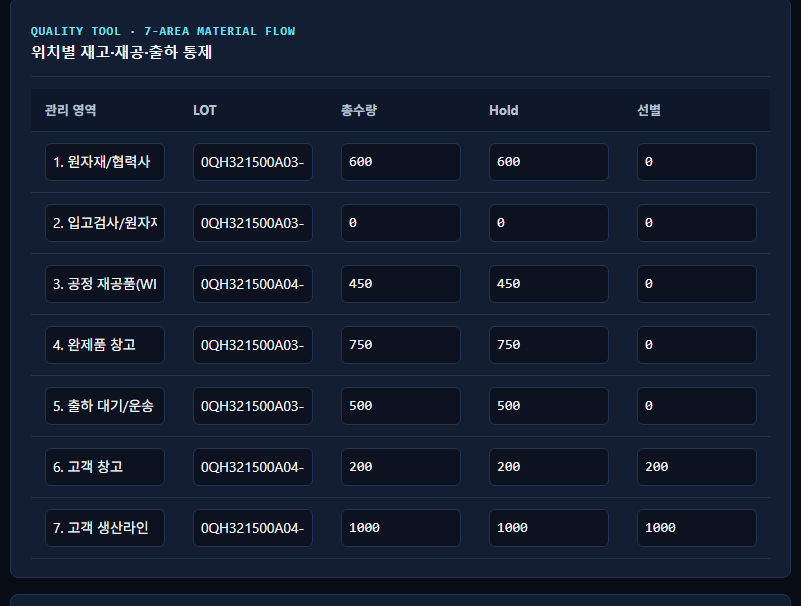 QUALITY TOOL · 7-AREA MATERIAL FLOW
위치별 재고·재공·출하 통제
관리 영역 LOT 총수량 Hold 선별
1. 원자재/협력사 0QH321500A03- 600 600 0
2. 입고검사/원자재 0QH321500A03- 0 0 0
3. 공정 재공품(WI 0QH321500A04- 450 450 0
4. 완제품 창고 0QH321500A03- 750 750 0
5. 출하 대기/운송 0QH321500A03- 500 500 0
6. 고객 창고 0QH321500A04- 200 200 200
7. 고객 생산라인 0QH321500A04- 1000 1000 1000